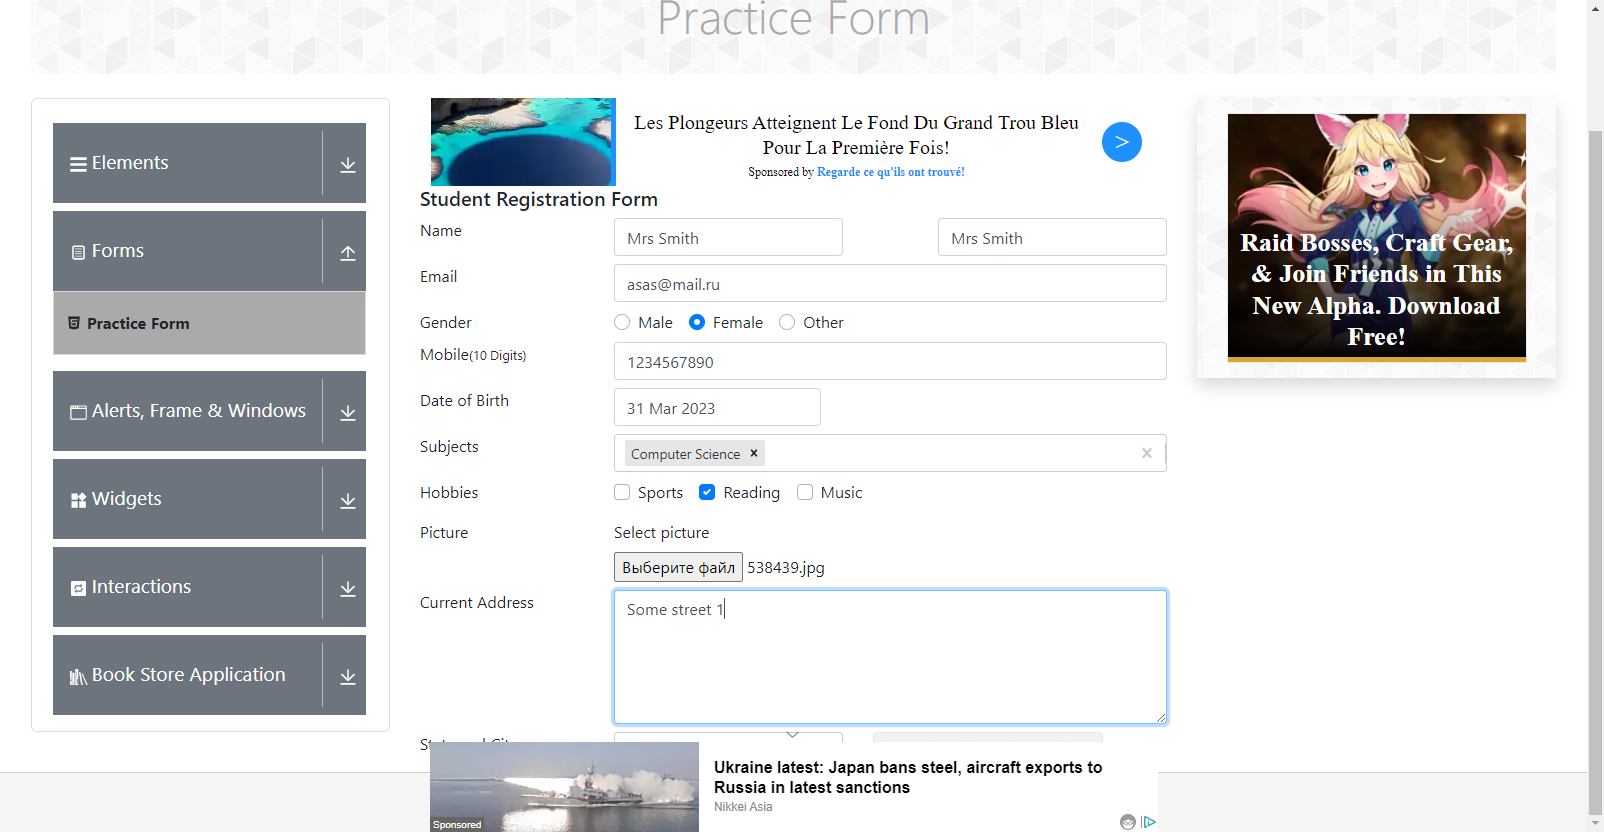 Practice Form
Elements
Forms
Practice Form
Alerts, Frame & Windows
Widgets
Interactions
Book Store Application
Les Plongeurs Atteignent Le Fond Du Grand Trou Bleu
Pour La Première Fois!
Sponsored by Regarde ce qu'ils ont trouvé!
>
Student Registration Form
Name Mrs Smith Mrs Smith
Email asas@mail.ru
Gender Male Female Other
Mobile(10 Digits) 1234567890
Date of Birth 31 Mar 2023
Subjects Computer Science ×
Hobbies Sports Reading Music
Picture Select picture
Выберите файл 538439.jpg
Current Address Some street 1
Raid Bosses, Craft Gear,
& Join Friends in This
New Alpha. Download
Free!
Ukraine latest: Japan bans steel, aircraft exports to
Russia in latest sanctions
Nikkei Asia
Sponsored